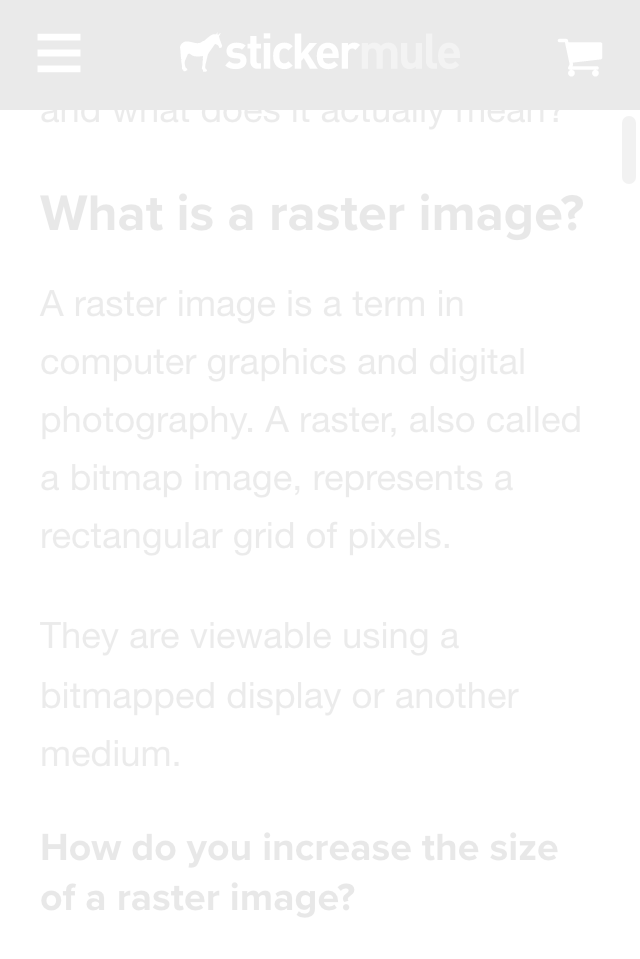 stickermule
and what does it actually mean?
What is a raster image?
A raster image is a term in
computer graphics and digital
photography. A raster, also called
a bitmap image, represents a
rectangular grid of pixels.
They are viewable using a
bitmapped display or another
medium.
How do you increase the size
of a raster image?